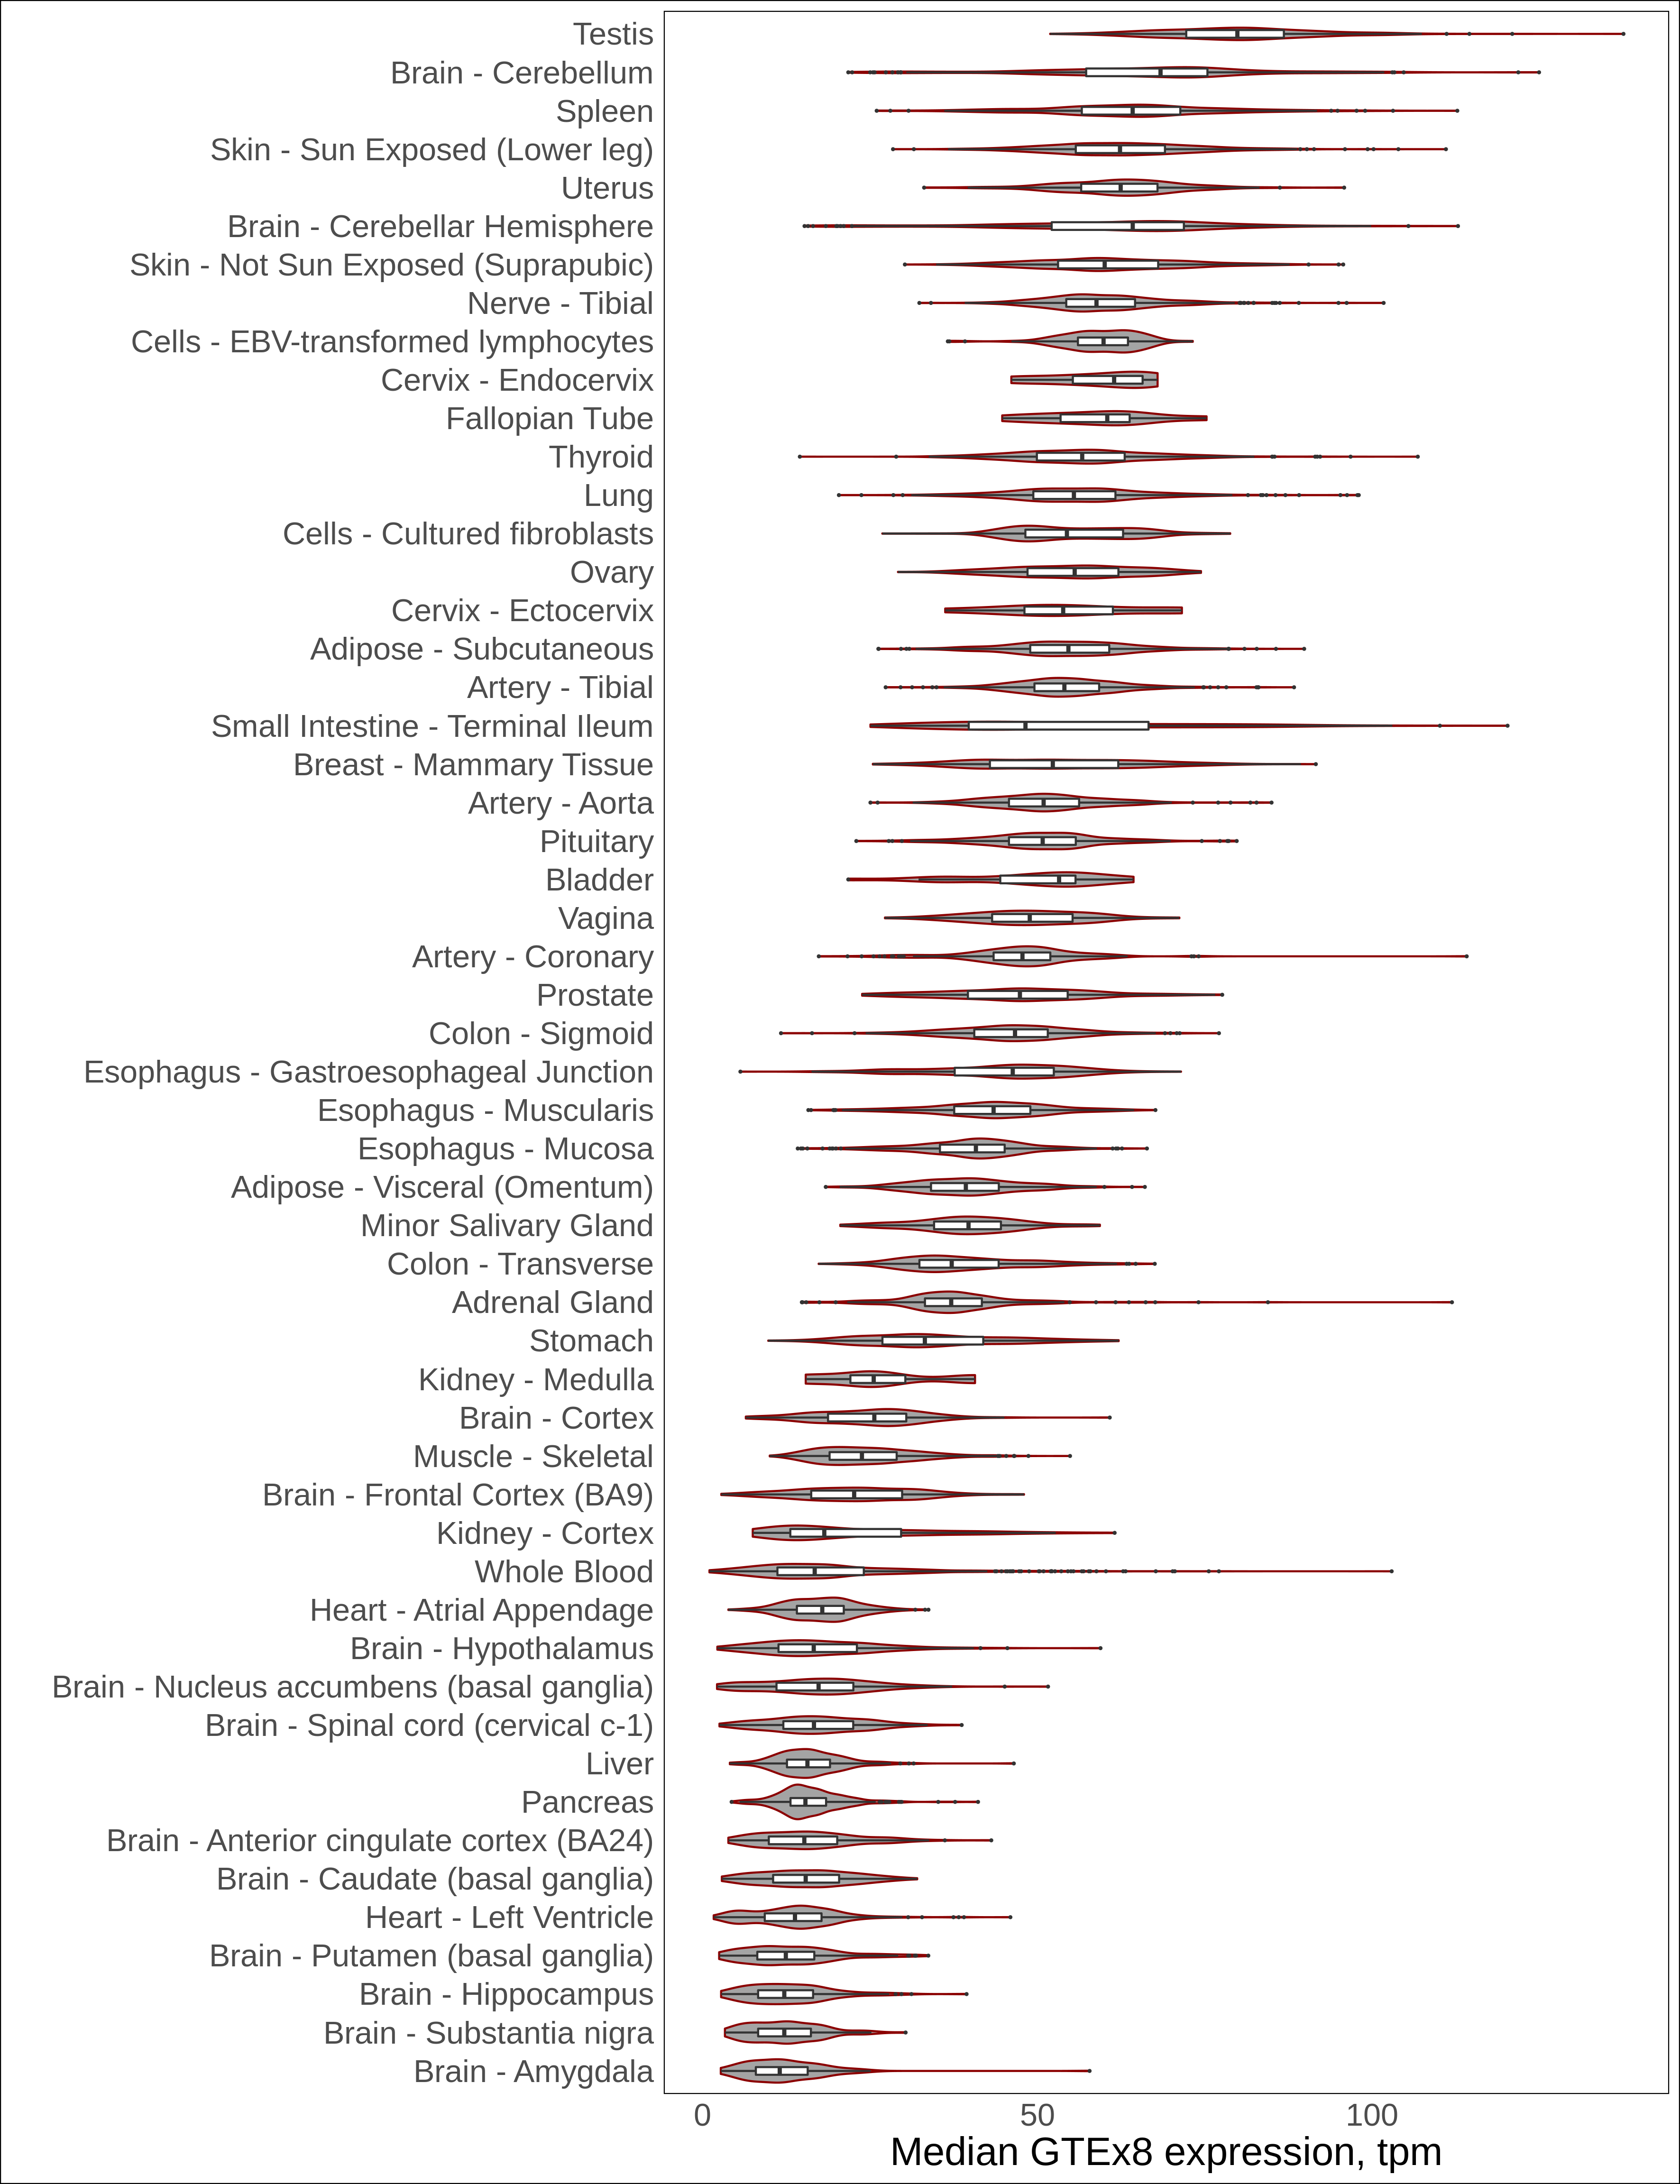 Testis
Brain - Cerebellum
Spleen
Skin - Sun Exposed (Lower leg)
Uterus
Brain - Cerebellar Hemisphere
Skin - Not Sun Exposed (Suprapubic)
Nerve - Tibial
Cells - EBV-transformed lymphocytes
Cervix - Endocervix
Fallopian Tube
Thyroid
Lung
Cells - Cultured fibroblasts
Ovary
Cervix - Ectocervix
Adipose - Subcutaneous
Artery - Tibial
Small Intestine - Terminal Ileum
Breast - Mammary Tissue
Artery - Aorta
Pituitary
Bladder
Vagina
Artery - Coronary
Prostate
Colon - Sigmoid
Esophagus - Gastroesophageal Junction
Esophagus - Muscularis
Esophagus - Mucosa
Adipose - Visceral (Omentum)
Minor Salivary Gland
Colon - Transverse
Adrenal Gland
Stomach
Kidney - Medulla
Brain - Cortex
Muscle - Skeletal
Brain - Frontal Cortex (BA9)
Kidney - Cortex
Whole Blood
Heart - Atrial Appendage
Brain - Hypothalamus
Brain - Nucleus accumbens (basal ganglia)
Brain - Spinal cord (cervical c-1)
Liver
Pancreas
Brain - Anterior cingulate cortex (BA24)
Brain - Caudate (basal ganglia)
Heart - Left Ventricle
Brain - Putamen (basal ganglia)
Brain - Hippocampus
Brain - Substantia nigra
Brain - Amygdala
0 50 100
Median GTEx8 expression, tpm